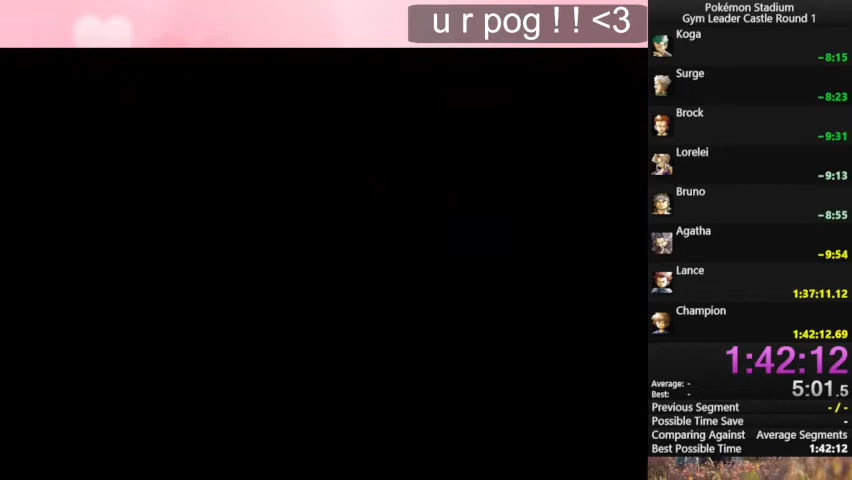 u r pog ! ! <3
Pokémon Stadium
Gym Leader Castle Round 1
Koga
−8:15
Surge
−8:23
Brock
−9:31
Lorelei
−9:13
Bruno
−8:55
Agatha
−9:54
Lance
1:37:11.12
Champion
1:42:12.69
1:42:12
Average: -
Best: -
5:01.5
Previous Segment - / -
Possible Time Save -
Comparing Against Average Segments
Best Possible Time 1:42:12